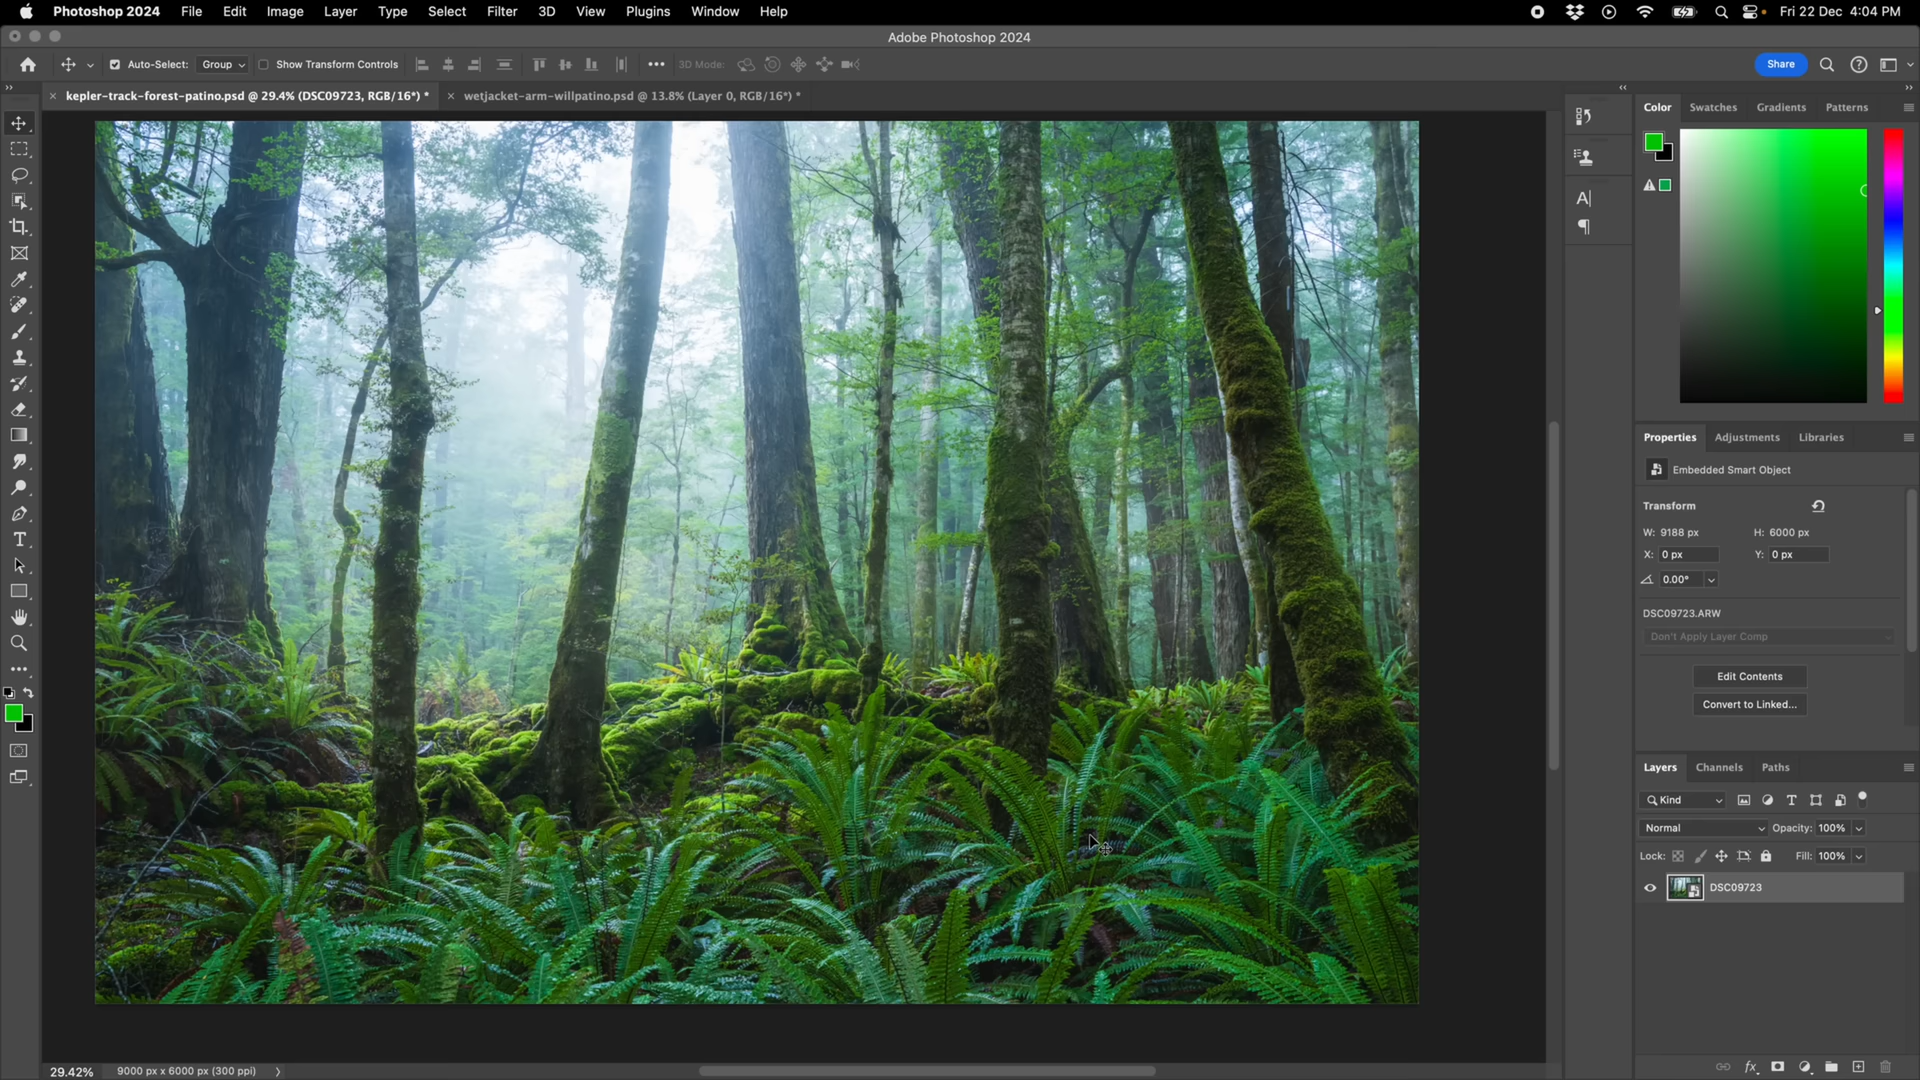 Photoshop 2024 File Edit Image Layer Type Select Filter 3D View Plugins Window Help Fri 22 Dec 4:04 PM
Adobe Photoshop 2024
Auto-Select: Group Show Transform Controls 3D Mode: Share
kepler-track-forest-patino.psd @ 29.4% (DSC09723, RGB/16*) * wetjacket-arm-willpatino.psd @ 13.8% (Layer 0, RGB/16*) *
Color Swatches Gradients Patterns
Properties Adjustments Libraries
Embedded Smart Object
Transform
W: 9188 px H: 6000 px
X: 0 px Y: 0 px
0.00°
DSC09723.ARW
Don't Apply Layer Comp
Edit Contents
Convert to Linked...
Layers Channels Paths
Kind
Normal Opacity: 100%
Lock: Fill: 100%
DSC09723
29.42% 9000 px x 6000 px (300 ppi)